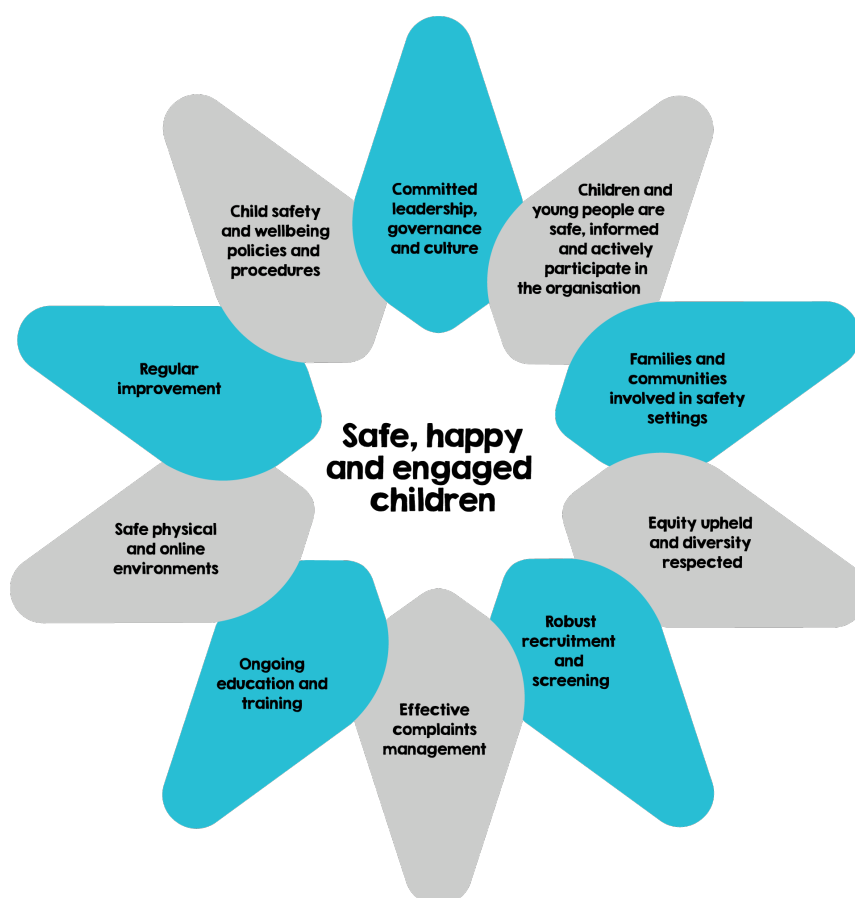 Committed
leadership,
governance
and culture
Children and
young people are
safe, informed
and actively
participate in
the organisation
Families and
communities
involved in safety
settings
Equity upheld
and diversity
respected
Robust
recruitment
and
screening
Effective
complaints
management
Ongoing
education and
training
Safe physical
and online
environments
Regular
improvement
Child safety
and wellbeing
policies and
procedures
Safe, happy
and engaged
children